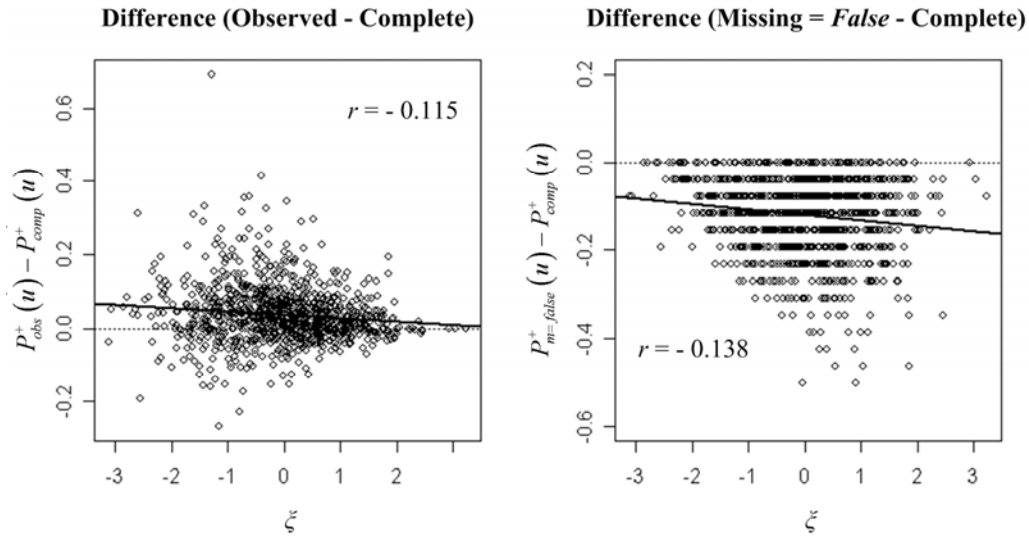 Difference (Observed - Complete)
r = - 0.115
P⁺obs (u) − P⁺comp (u)
0.6
0.4
0.2
0.0
-0.2
-3 -2 -1 0 1 2
ξ
Difference (Missing = False - Complete)
r = - 0.138
P⁺m=false (u) − P⁺comp (u)
0.2
0.0
-0.2
-0.4
-0.6
-3 -2 -1 0 1 2 3
ξ